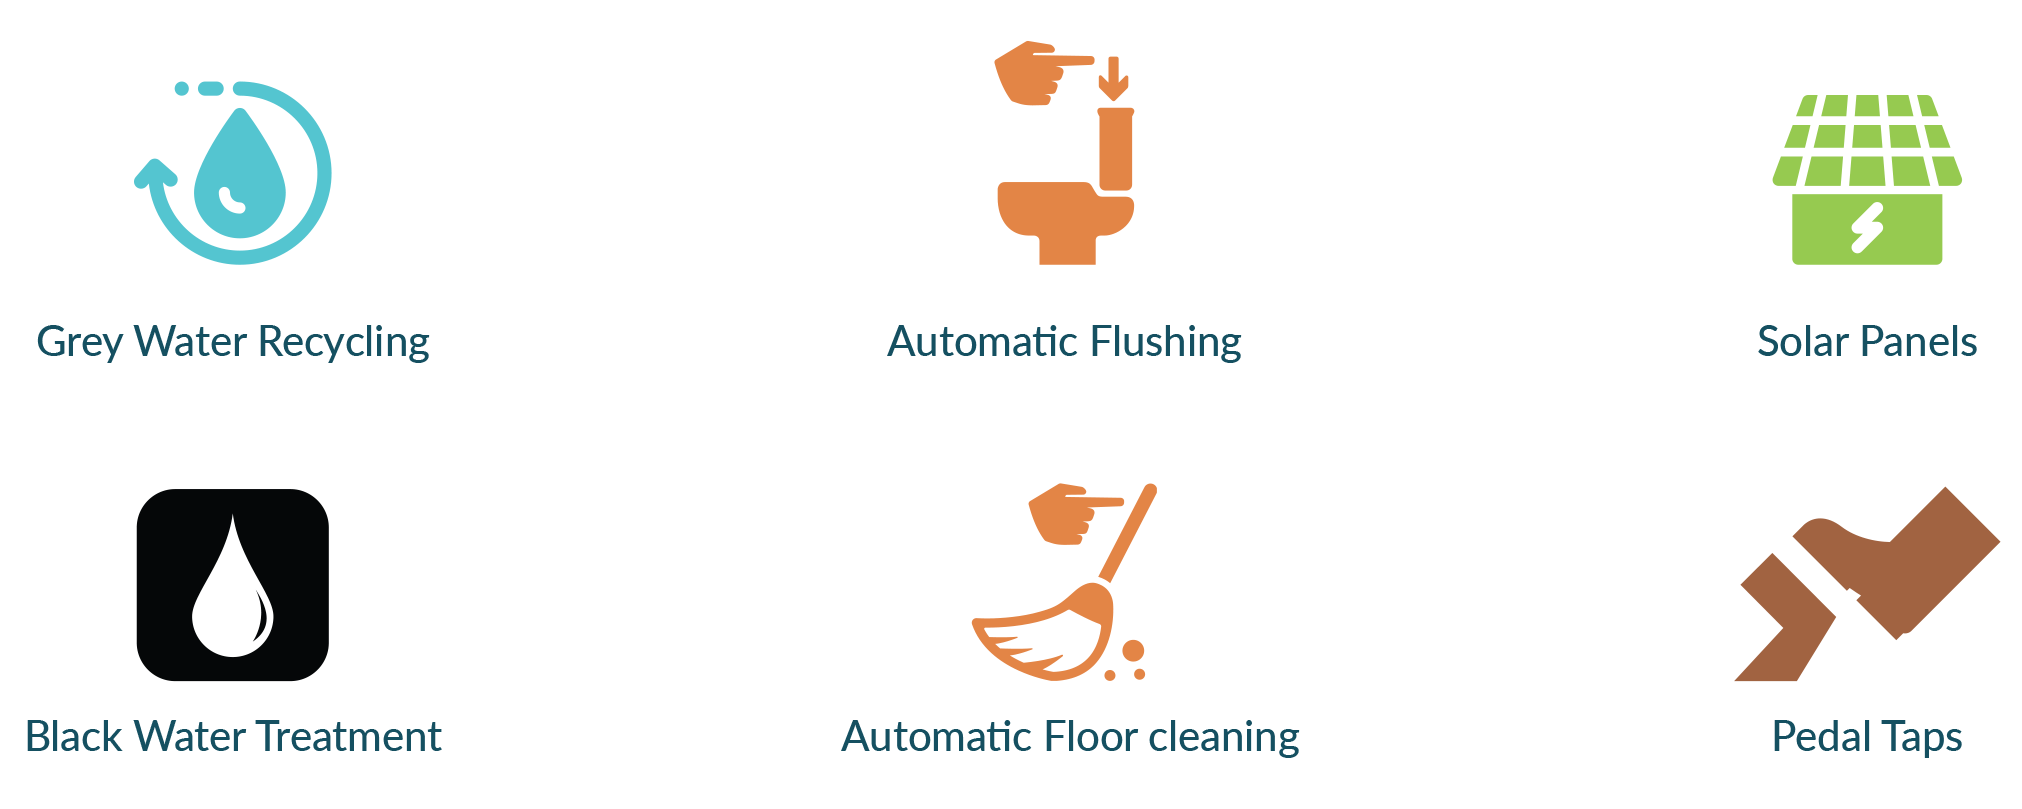 Grey Water Recycling
Automatic Flushing
Solar Panels
Black Water Treatment
Automatic Floor cleaning
Pedal Taps